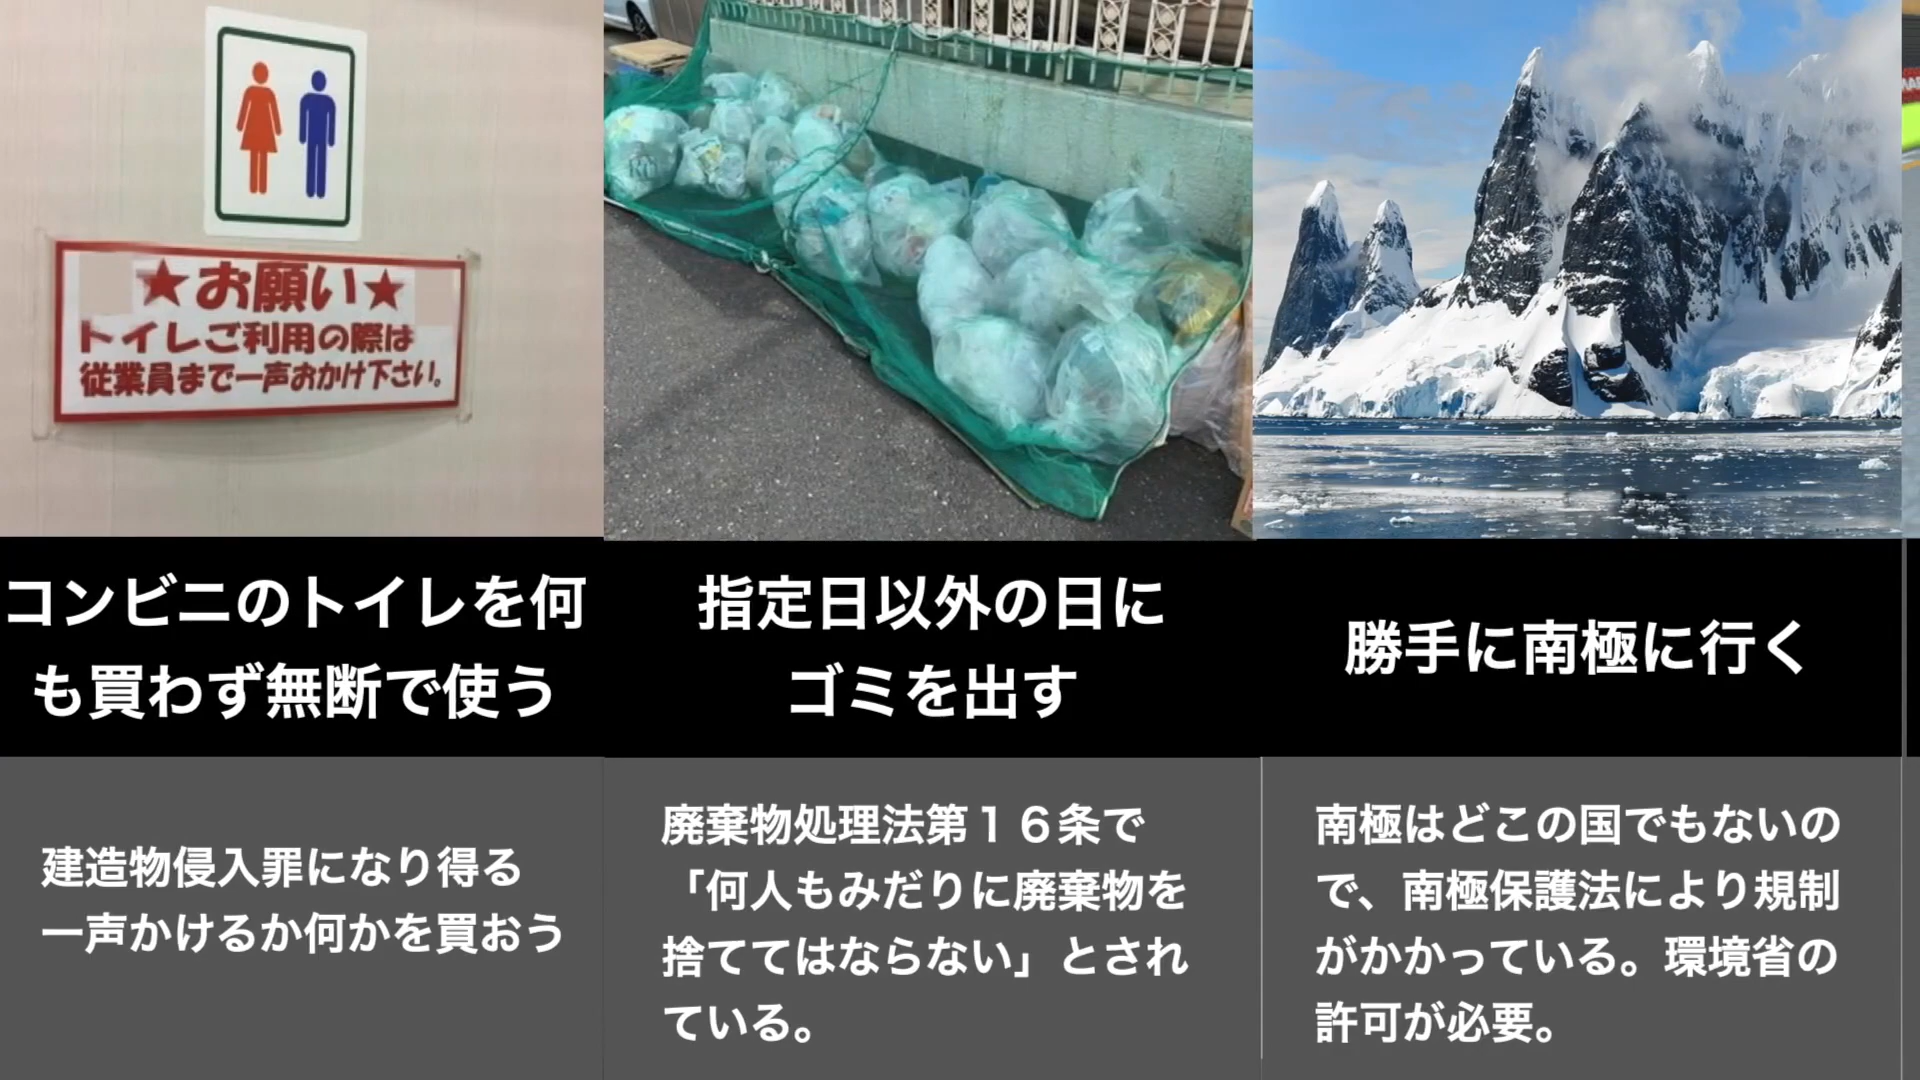 ★お願い★
トイレご利用の際は
従業員まで一声おかけ下さい。
コンビニのトイレを何
も買わず無断で使う
建造物侵入罪になり得る
一声かけるか何かを買おう
指定日以外の日に
ゴミを出す
廃棄物処理法第１６条で
「何人もみだりに廃棄物を
捨ててはならない」とされ
ている。
勝手に南極に行く
南極はどこの国でもないの
で、南極保護法により規制
がかかっている。環境省の
許可が必要。